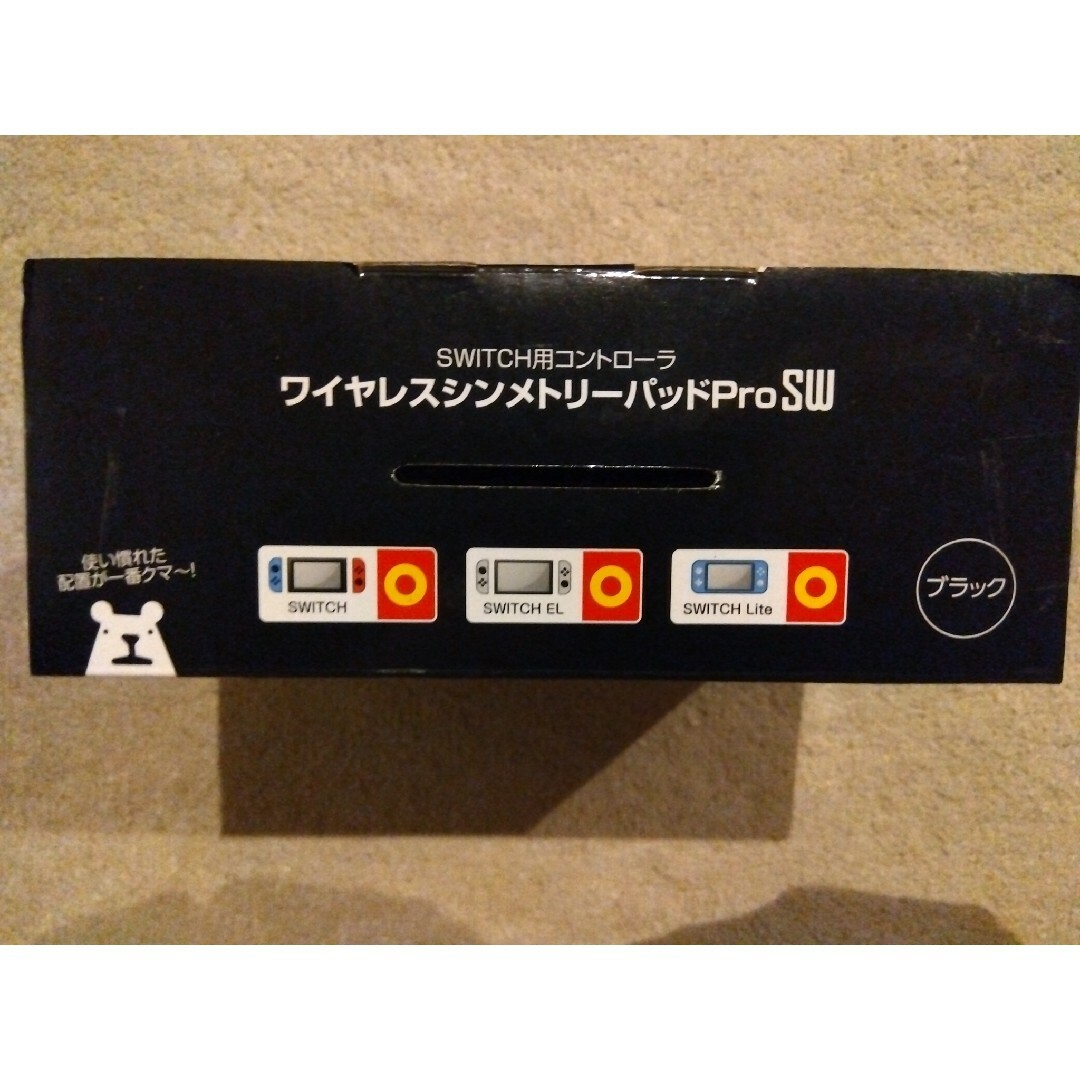 SWITCH用コントローラ
ワイヤレスシンメトリーパッドPro SW
使い慣れた
配置が一番クマ〜!
SWITCH
SWITCH EL
SWITCH Lite
ブラック